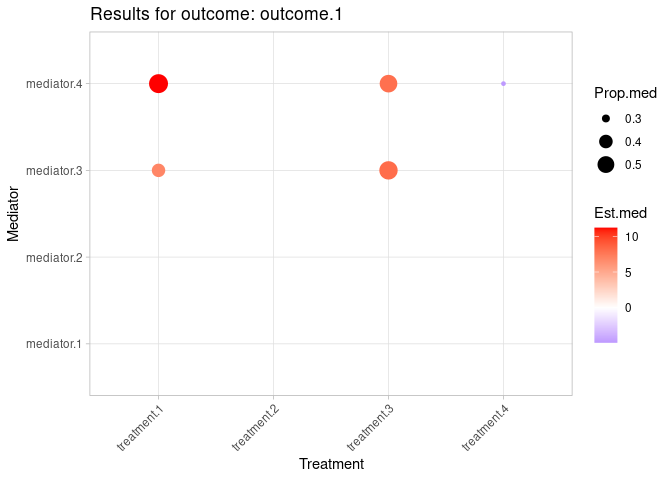 Results for outcome: outcome.1
Mediator
mediator.4
mediator.3
mediator.2
mediator.1
treatment.1
treatment.2
treatment.3
treatment.4
Treatment
Prop.med
0.3
0.4
0.5
Est.med
10
5
0